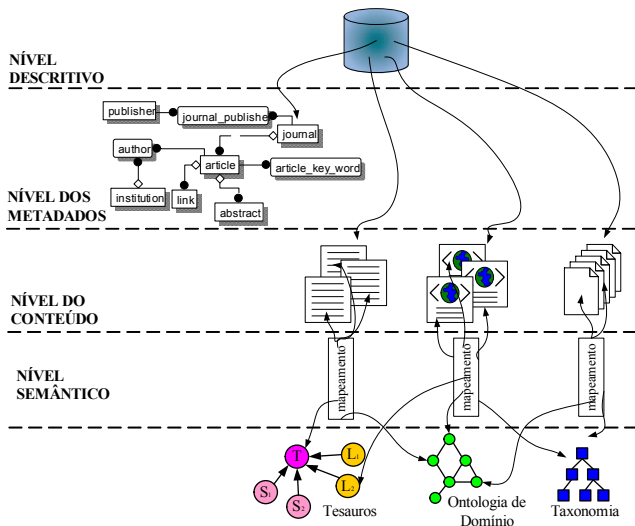 NÍVEL
DESCRITIVO
publisher
journal_publishe
journal
author
article
article_key_word
institution
link
abstract
NÍVEL DOS
METADADOS
NÍVEL DO
CONTEÚDO
NÍVEL
SEMÂNTICO
mapeamento
mapeamento
mapeamento
T
L1
L2
S1
S2
Tesauros
Ontologia de
Domínio
Taxonomia